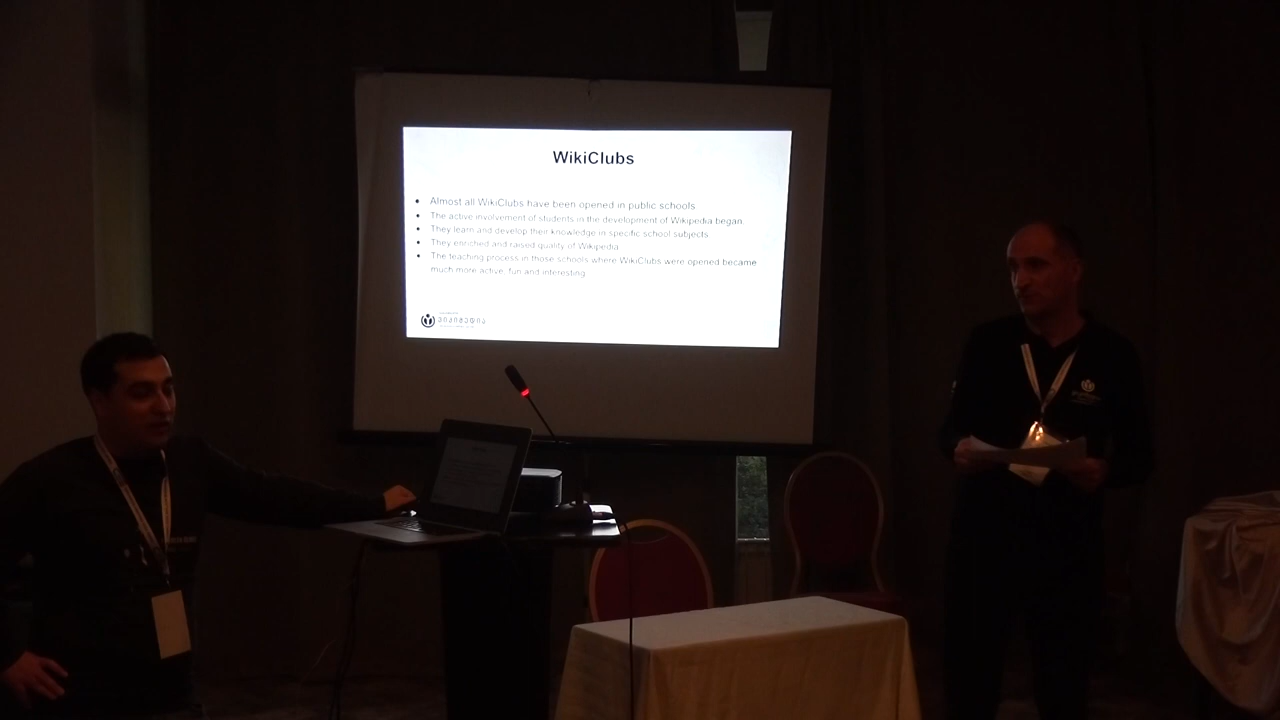 WikiClubs
• Almost all WikiClubs have been opened in public schools
• The active involvement of students in the development of Wikipedia began.
• They learn and develop their knowledge in specific school subjects.
• They enriched and raised quality of Wikipedia.
• The teaching process in those schools where WikiClubs were opened became
much more active, fun and interesting.
ვიკიმედია